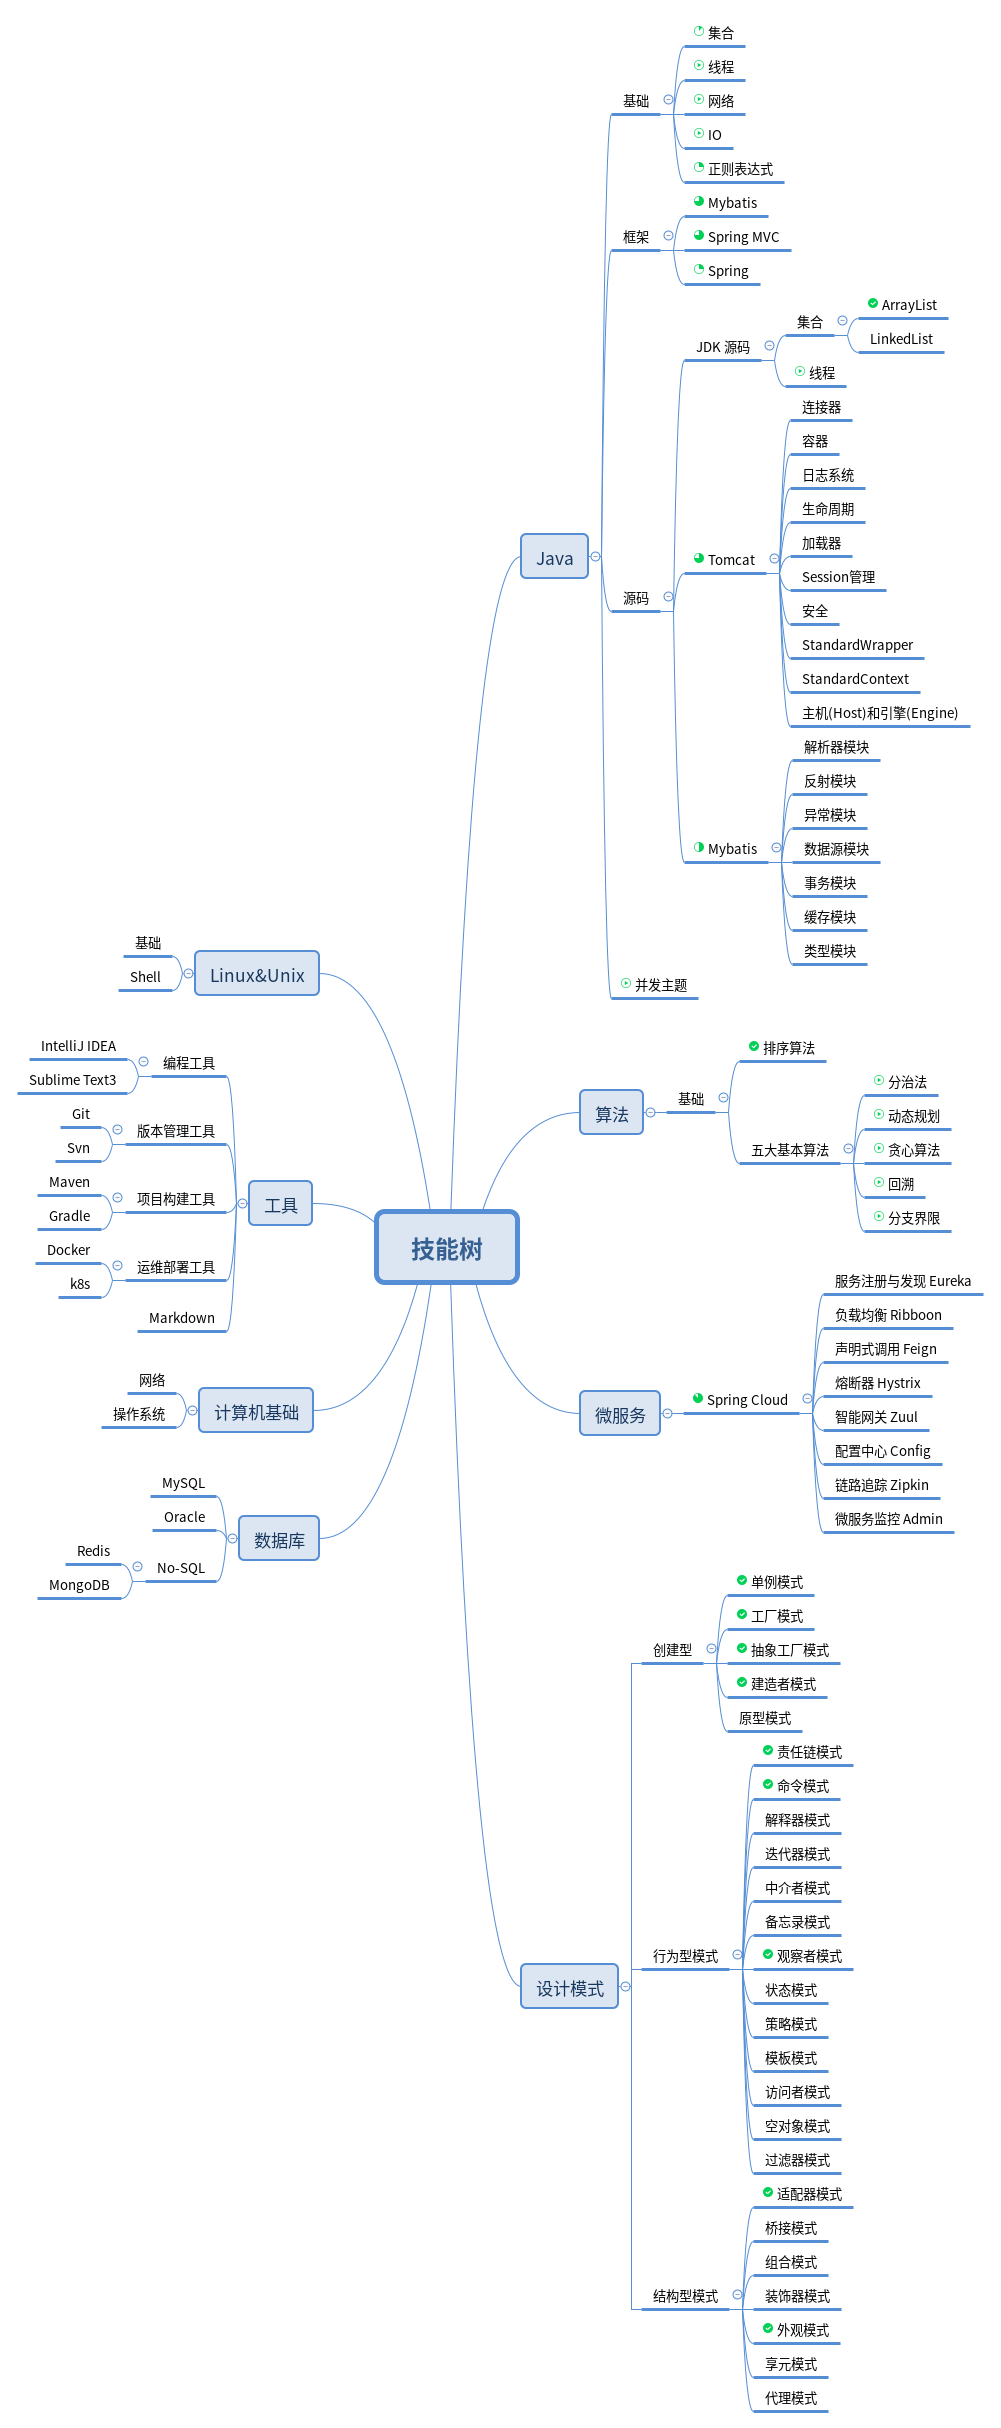 技能树
Java
基础
集合
线程
网络
IO
正则表达式
框架
Mybatis
Spring MVC
Spring
源码
JDK 源码
集合
ArrayList
LinkedList
线程
Tomcat
连接器
容器
日志系统
生命周期
加载器
Session管理
安全
StandardWrapper
StandardContext
主机(Host)和引擎(Engine)
Mybatis
解析器模块
反射模块
异常模块
数据源模块
事务模块
缓存模块
类型模块
并发主题
算法
基础
排序算法
五大基本算法
分治法
动态规划
贪心算法
回溯
分支界限
微服务
Spring Cloud
服务注册与发现 Eureka
负载均衡 Ribboon
声明式调用 Feign
熔断器 Hystrix
智能网关 Zuul
配置中心 Config
链路追踪 Zipkin
微服务监控 Admin
设计模式
创建型
单例模式
工厂模式
抽象工厂模式
建造者模式
原型模式
行为型模式
责任链模式
命令模式
解释器模式
迭代器模式
中介者模式
备忘录模式
观察者模式
状态模式
策略模式
模板模式
访问者模式
空对象模式
过滤器模式
结构型模式
适配器模式
桥接模式
组合模式
装饰器模式
外观模式
享元模式
代理模式
Linux&Unix
基础
Shell
工具
编程工具
IntelliJ IDEA
Sublime Text3
版本管理工具
Git
Svn
项目构建工具
Maven
Gradle
运维部署工具
Docker
k8s
Markdown
计算机基础
网络
操作系统
数据库
MySQL
Oracle
No-SQL
Redis
MongoDB